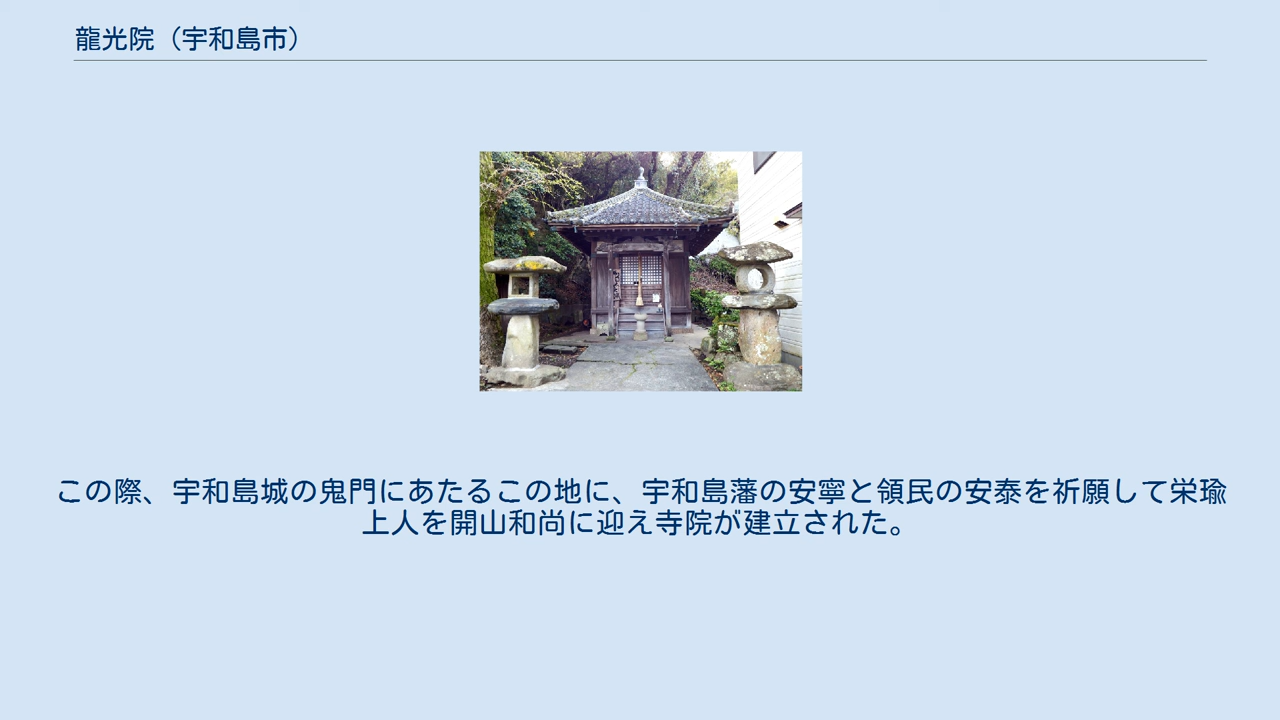 龍光院（宇和島市）
この際、宇和島城の鬼門にあたるこの地に、宇和島藩の安寧と領民の安泰を祈願して栄瑜
上人を開山和尚に迎え寺院が建立された。